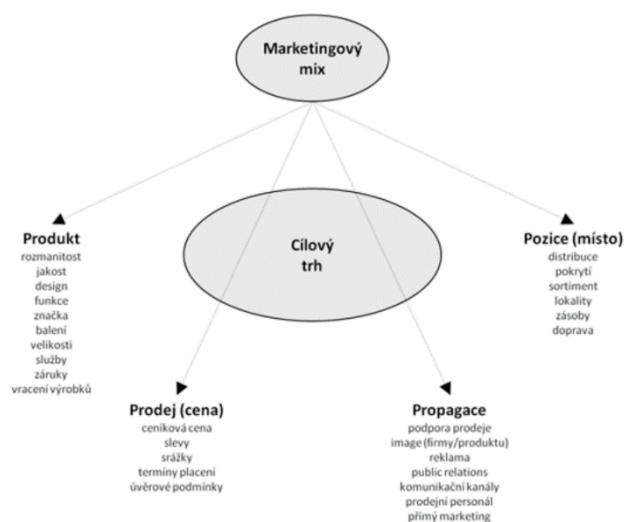 Marketingový
mix
Cílový
trh
Produkt
rozmanitost
jakost
design
funkce
značka
balení
velikosti
služby
záruky
vracení výrobků
Pozice (místo)
distribuce
pokrytí
sortiment
lokality
zásoby
doprava
Prodej (cena)
ceníková cena
slevy
srážky
termíny placení
úvěrové podmínky
Propagace
podpora prodeje
image (firmy/produktu)
reklama
public relations
komunikační kanály
prodejní personál
přímý marketing